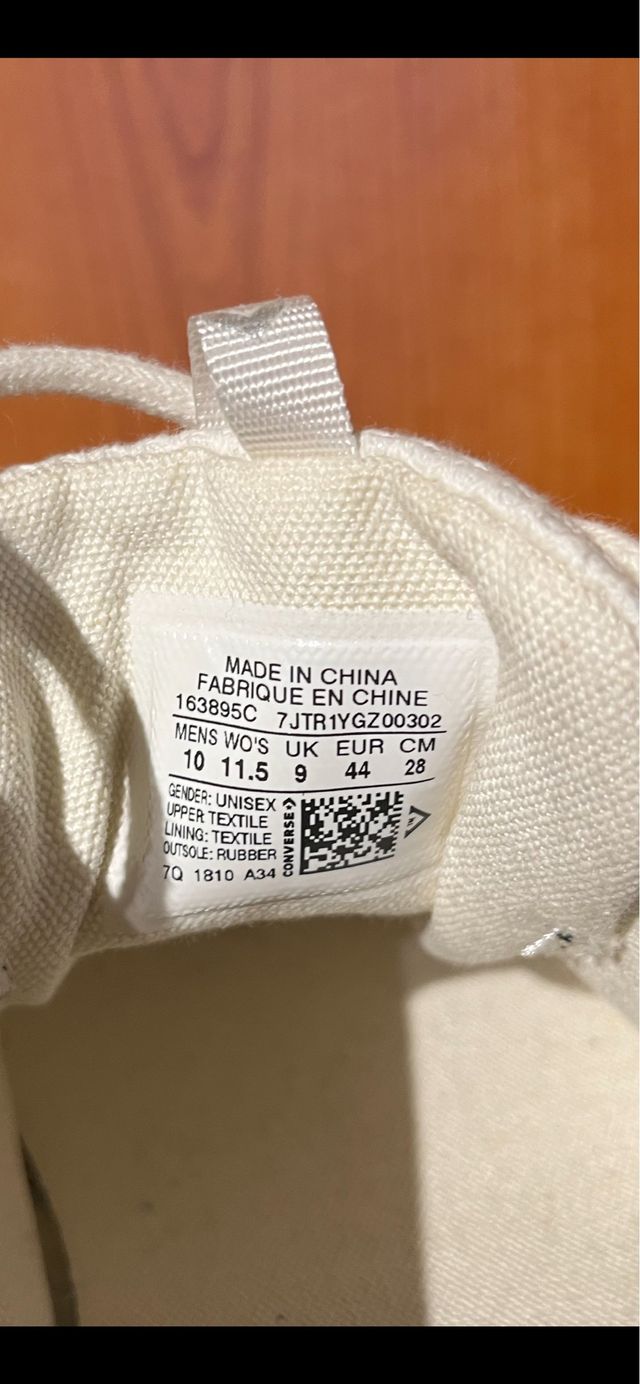 MADE IN CHINA
FABRIQUE EN CHINE
163895C 7JTR1YGZ00302
MENS WO'S UK EUR CM
10 11.5 9 44 28
GENDER: UNISEX
UPPER TEXTILE
LINING: TEXTILE
OUTSOLE: RUBBER
7Q 1810 A34
CONVERSE